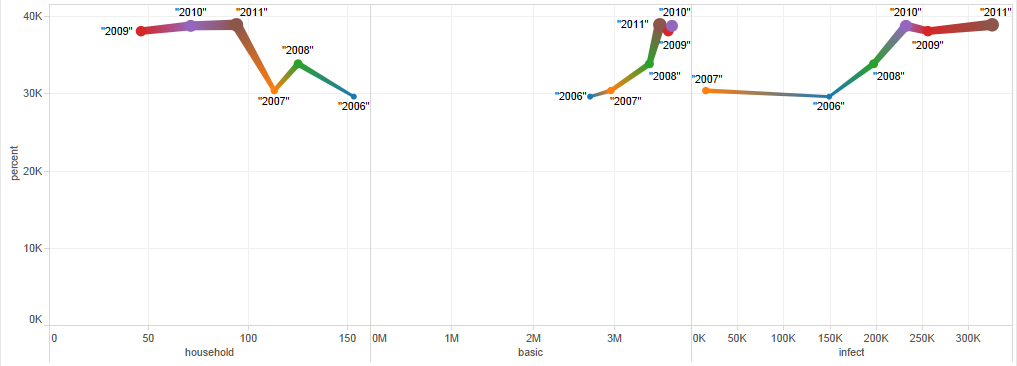 40K
30K
20K
10K
0K
percent
"2009"
"2010"
"2011"
"2008"
"2007"
"2006"
"2006"
"2007"
"2008"
"2011"
"2010"
"2009"
"2007"
"2006"
"2008"
"2010"
"2009"
"2011"
0
50
100
150
0M
1M
2M
3M
0K
50K
100K
150K
200K
250K
300K
household
basic
infect